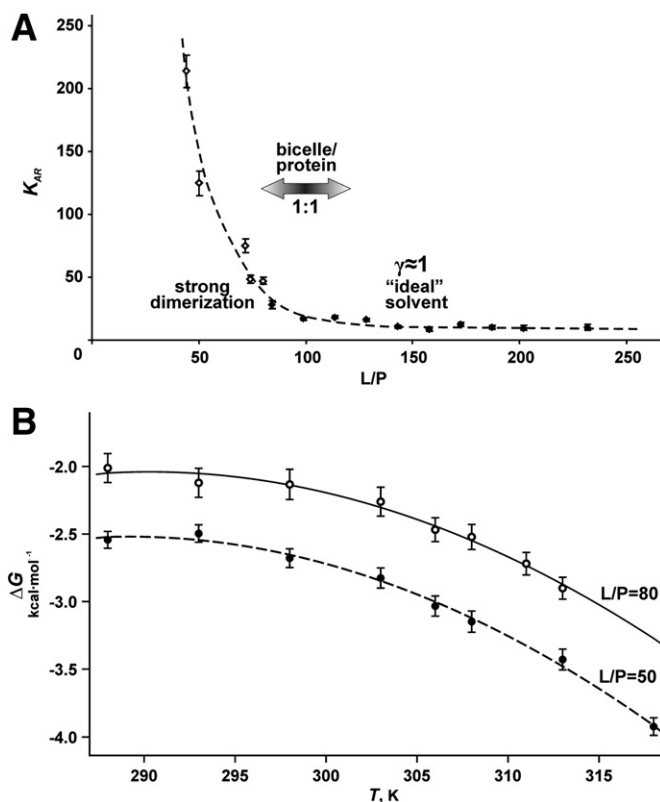 A
K_AR
200
150
100
50
0
bicelle/
protein
1:1
strong
dimerization
γ≈1
“ideal”
solvent
50
100
150
200
250
L/P
B
ΔG
kcal·mol⁻¹
-2.0
-2.5
-3.0
-3.5
-4.0
L/P=80
L/P=50
290
295
300
305
310
315
T, K